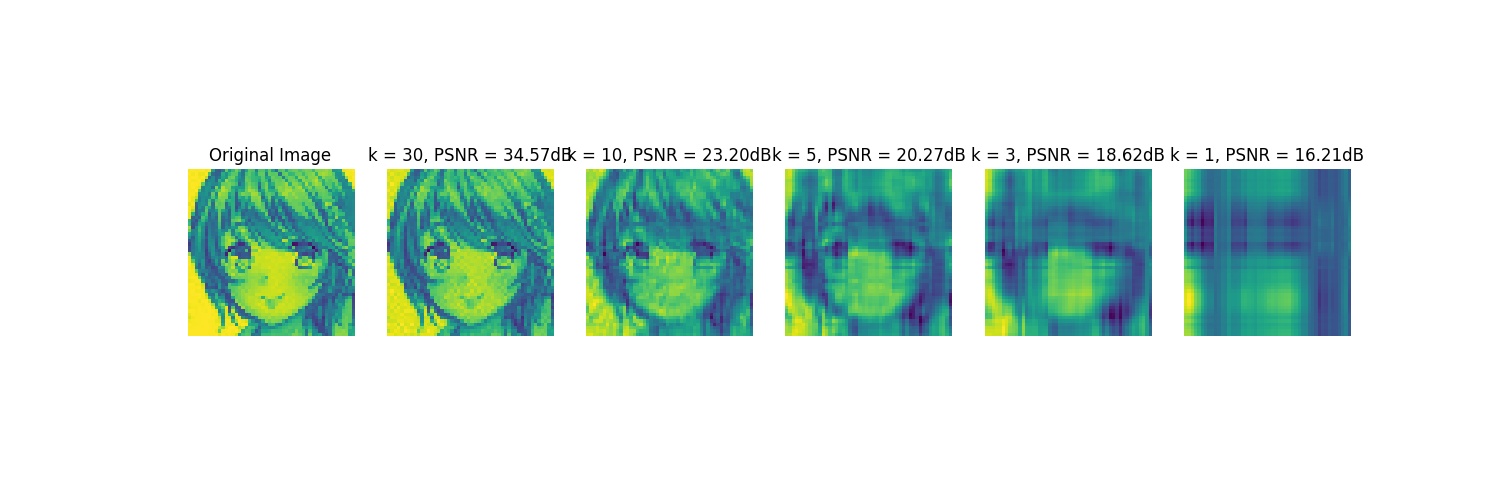 Original Image
k = 30, PSNR = 34.57dB
k = 10, PSNR = 23.20dB
k = 5, PSNR = 20.27dB
k = 3, PSNR = 18.62dB
k = 1, PSNR = 16.21dB